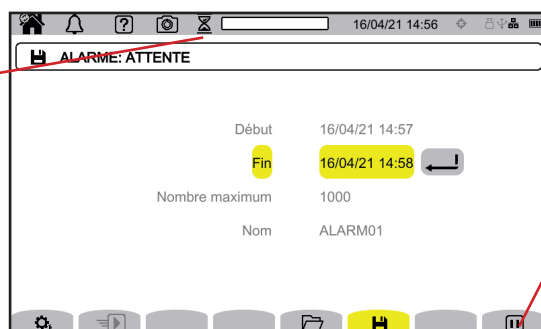 16/04/21 14:56
ALARME: ATTENTE
Début 16/04/21 14:57
Fin 16/04/21 14:58
Nombre maximum 1000
Nom ALARM01